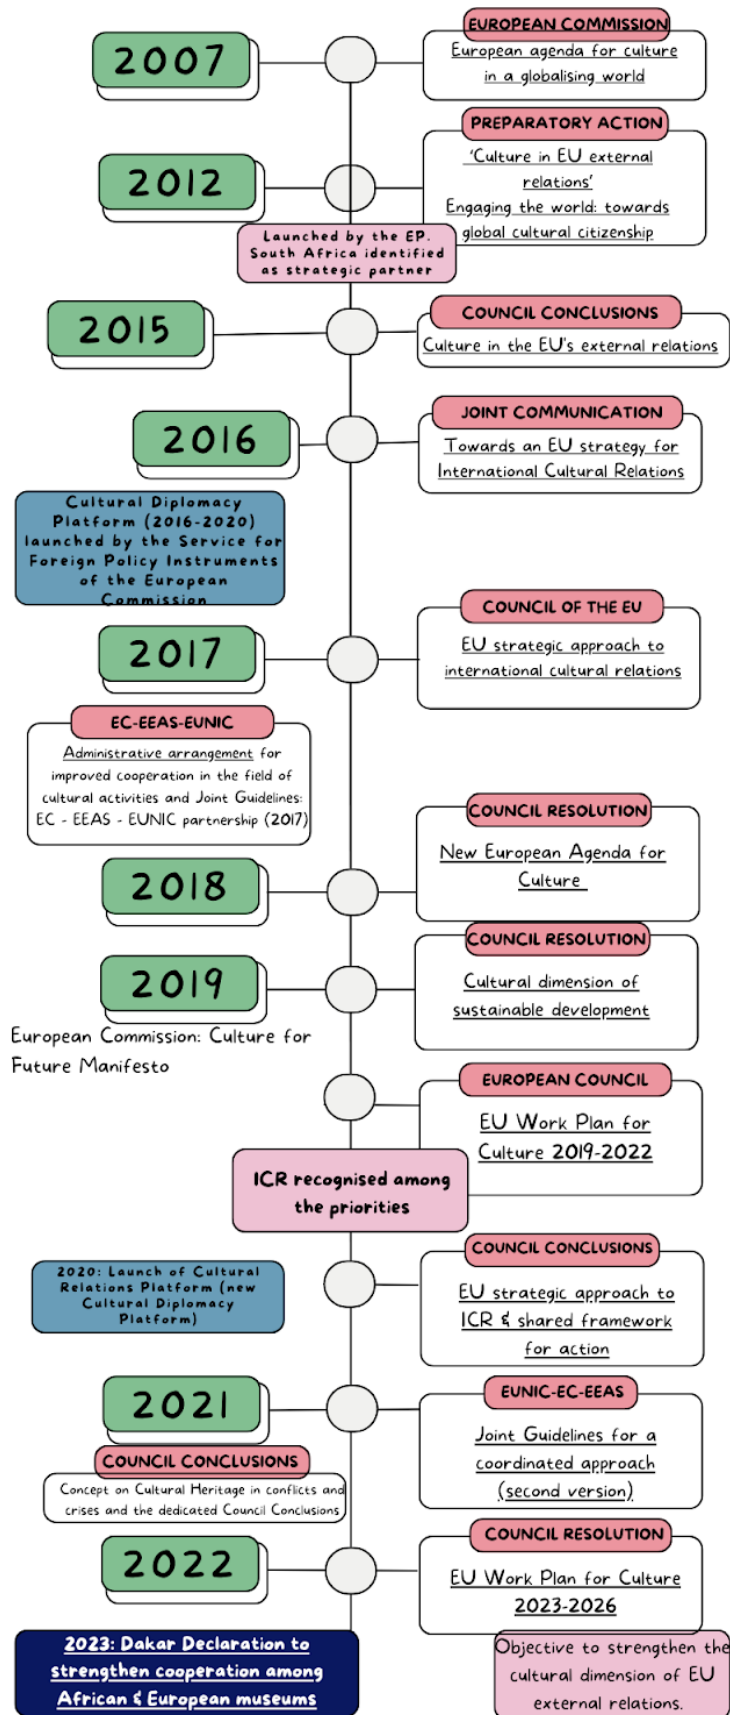 EUROPEAN COMMISSION
2007
European agenda for culture
in a globalising world
PREPARATORY ACTION
2012
'Culture in EU external
relations'
Engaging the world: towards
global cultural citizenship
Launched by the EP.
South Africa identified
as strategic partner
2015
COUNCIL CONCLUSIONS
Culture in the EU's external relations
2016
JOINT COMMUNICATION
Towards an EU strategy for
International Cultural Relations
Cultural Diplomacy
Platform (2016-2020)
launched by the Service for
Foreign Policy Instruments
of the European
Commission
2017
COUNCIL OF THE EU
EU strategic approach to
international cultural relations
EC-EEAS-EUNIC
Administrative arrangement for
improved cooperation in the field of
cultural activities and Joint Guidelines:
EC - EEAS - EUNIC partnership (2017)
2018
COUNCIL RESOLUTION
New European Agenda for
Culture
2019
COUNCIL RESOLUTION
Cultural dimension of
sustainable development
European Commission: Culture for
Future Manifesto
EUROPEAN COUNCIL
EU Work Plan for
Culture 2019-2022
ICR recognised among
the priorities
2020: Launch of Cultural
Relations Platform (new
Cultural Diplomacy
Platform)
COUNCIL CONCLUSIONS
EU strategic approach to
ICR & shared framework
for action
2021
EUNIC-EC-EEAS
Joint Guidelines for a
coordinated approach
(second version)
COUNCIL CONCLUSIONS
Concept on Cultural Heritage in conflicts and
crises and the dedicated Council Conclusions
2022
COUNCIL RESOLUTION
EU Work Plan for Culture
2023-2026
2023: Dakar Declaration to
strengthen cooperation among
African & European museums
Objective to strengthen the
cultural dimension of EU
external relations.